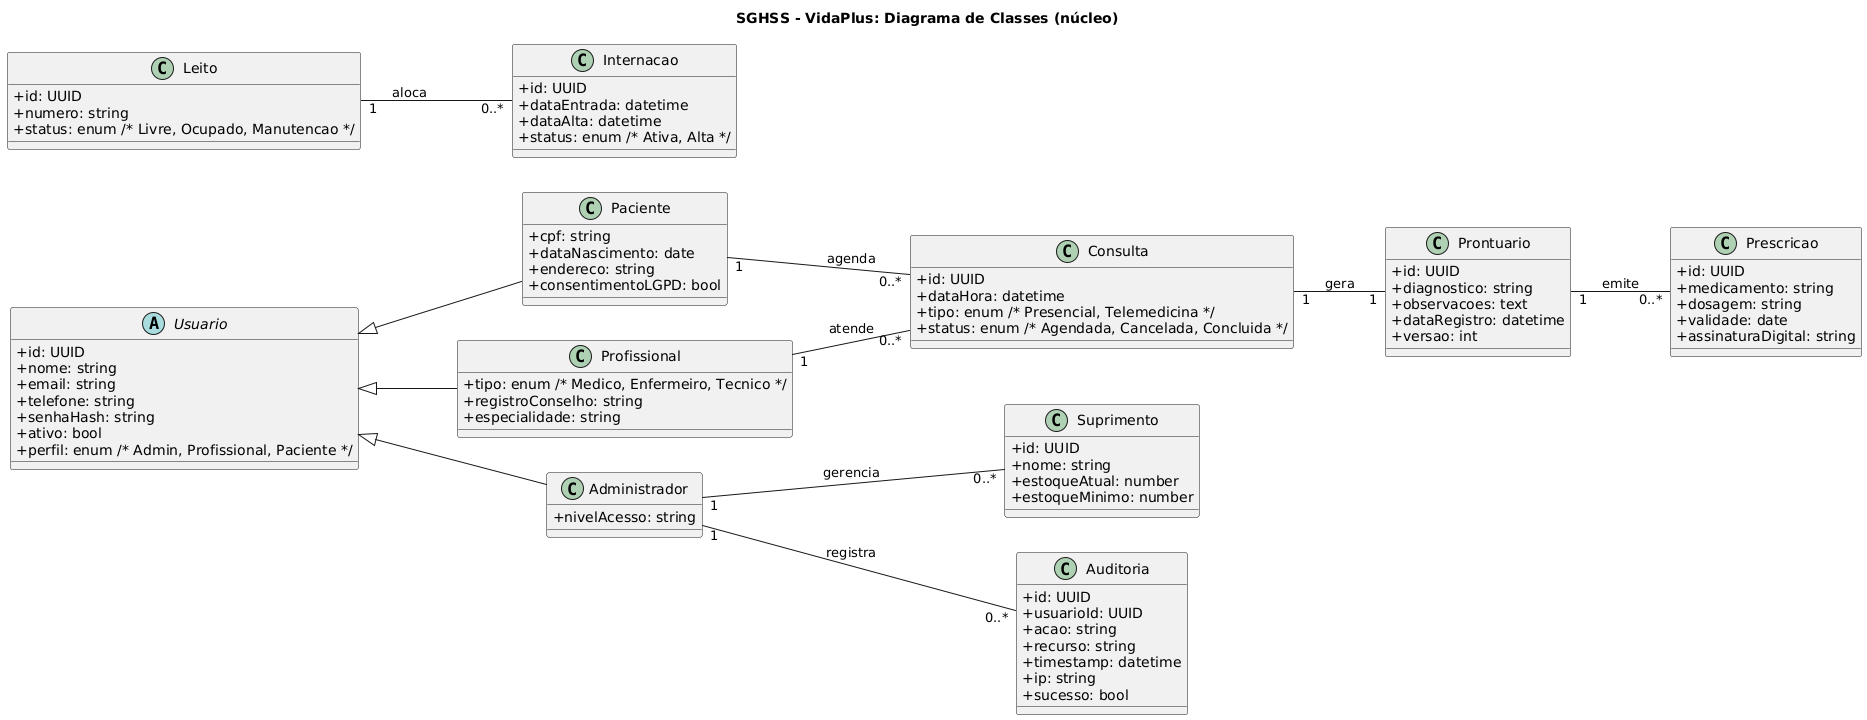 SGHSS - VidaPlus: Diagrama de Classes (núcleo)
C Leito
+id: UUID
+numero: string
+status: enum /* Livre, Ocupado, Manutencao */
1 aloca 0..*
C Internacao
+id: UUID
+dataEntrada: datetime
+dataAlta: datetime
+status: enum /* Ativa, Alta */
A Usuario
+id: UUID
+nome: string
+email: string
+telefone: string
+senhaHash: string
+ativo: bool
+perfil: enum /* Admin, Profissional, Paciente */
C Paciente
+cpf: string
+dataNascimento: date
+endereco: string
+consentimentoLGPD: bool
1 agenda 0..*
C Profissional
+tipo: enum /* Medico, Enfermeiro, Tecnico */
+registroConselho: string
+especialidade: string
1 atende 0..*
C Administrador
+nivelAcesso: string
1 gerencia 0..*
1 registra 0..*
C Consulta
+id: UUID
+dataHora: datetime
+tipo: enum /* Presencial, Telemedicina */
+status: enum /* Agendada, Cancelada, Concluida */
1 gera 1
C Prontuario
+id: UUID
+diagnostico: string
+observacoes: text
+dataRegistro: datetime
+versao: int
1 emite 0..*
C Prescricao
+id: UUID
+medicamento: string
+dosagem: string
+validade: date
+assinaturaDigital: string
C Suprimento
+id: UUID
+nome: string
+estoqueAtual: number
+estoqueMinimo: number
C Auditoria
+id: UUID
+usuarioId: UUID
+acao: string
+recurso: string
+timestamp: datetime
+ip: string
+sucesso: bool